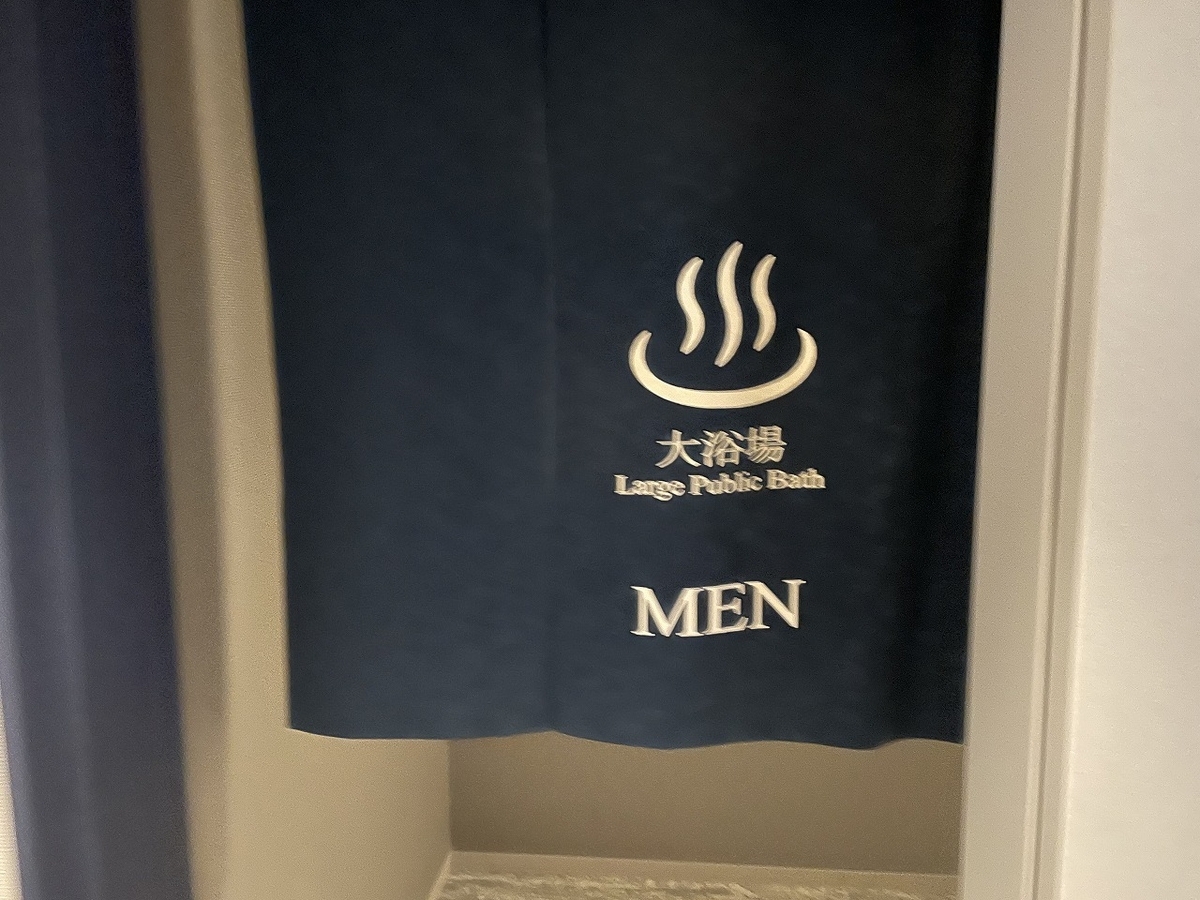 大浴場
Large Public Bath
MEN